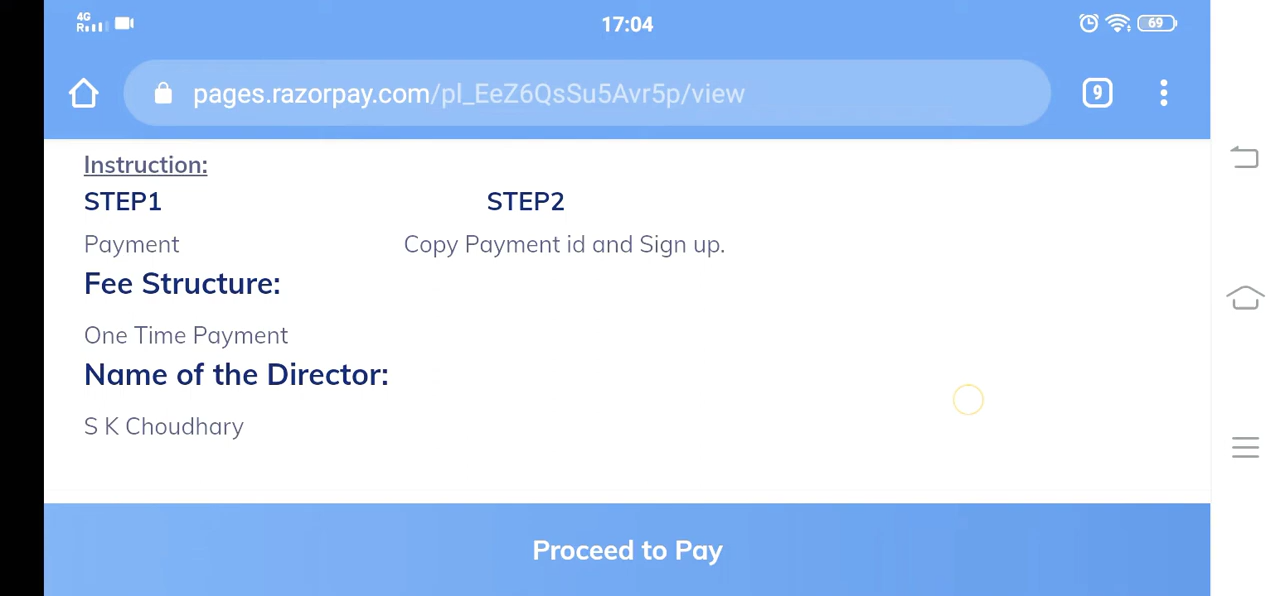 4G
R 17:04 69
pages.razorpay.com/pl_EeZ6QsSu5Avr5p/view 9
Instruction:
STEP1 STEP2
Payment Copy Payment id and Sign up.
Fee Structure:
One Time Payment
Name of the Director:
S K Choudhary
Proceed to Pay